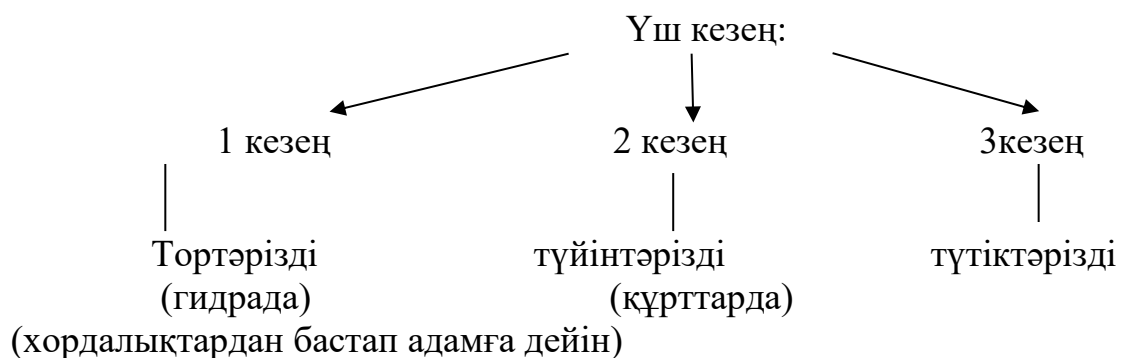 Үш кезең:
1 кезең 2 кезең 3кезең
Тортәрізді түйінтәрізді түтіктәрізді
(гидрада) (құрттарда)
(хордалықтардан бастап адамға дейін)